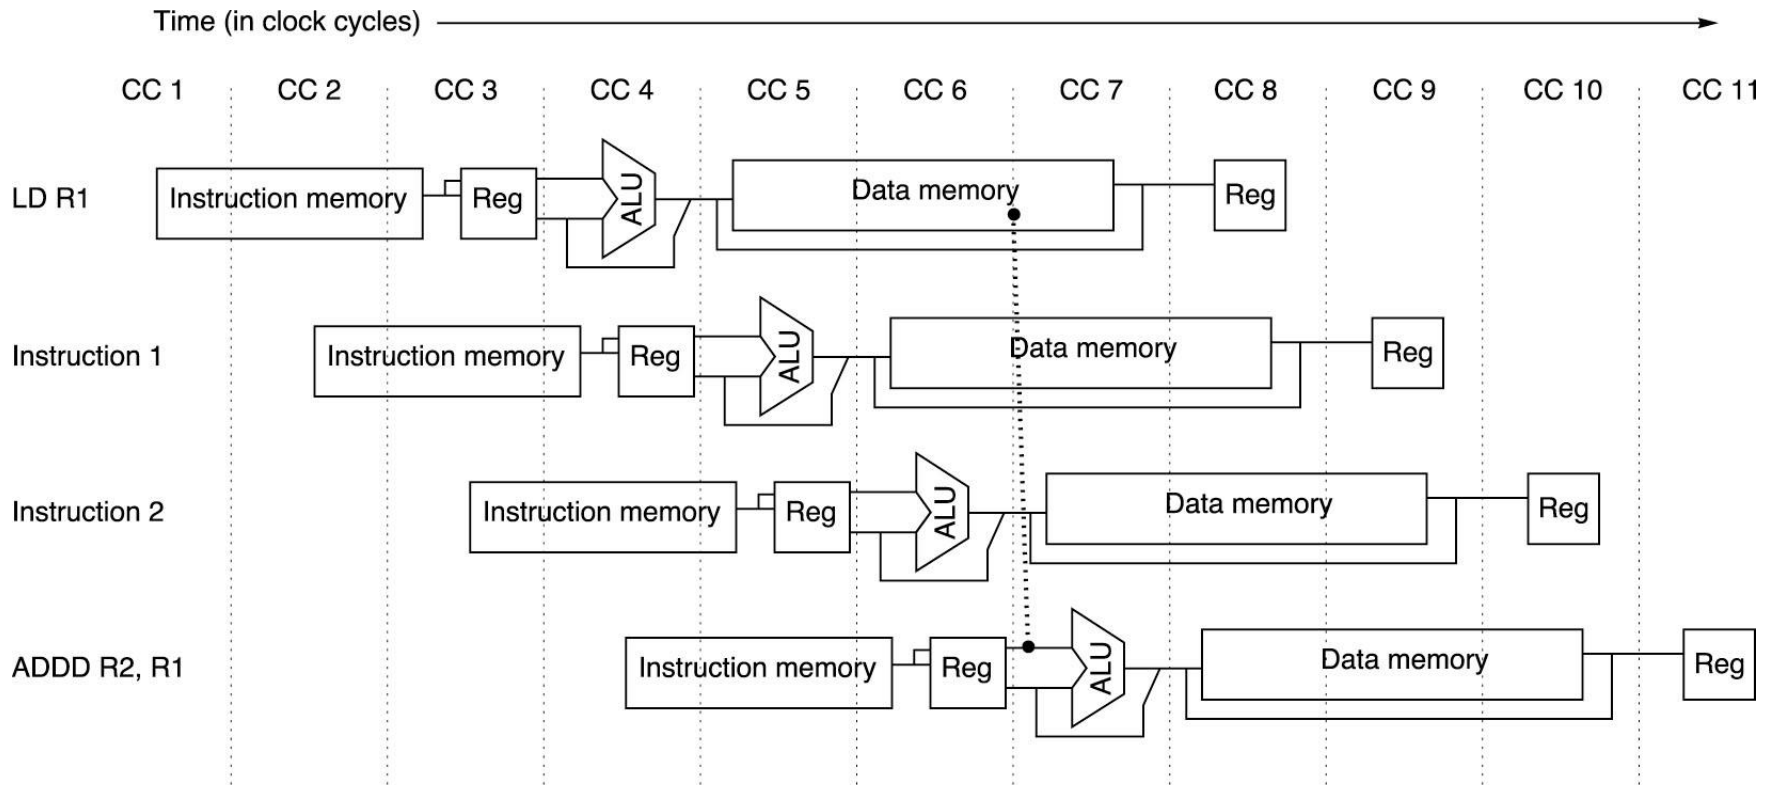 Time (in clock cycles)
CC 1 CC 2 CC 3 CC 4 CC 5 CC 6 CC 7 CC 8 CC 9 CC 10 CC 11
LD R1 Instruction memory Reg ALU Data memory Reg
Instruction 1 Instruction memory Reg ALU Data memory Reg
Instruction 2 Instruction memory Reg ALU Data memory Reg
ADDD R2, R1 Instruction memory Reg ALU Data memory Reg